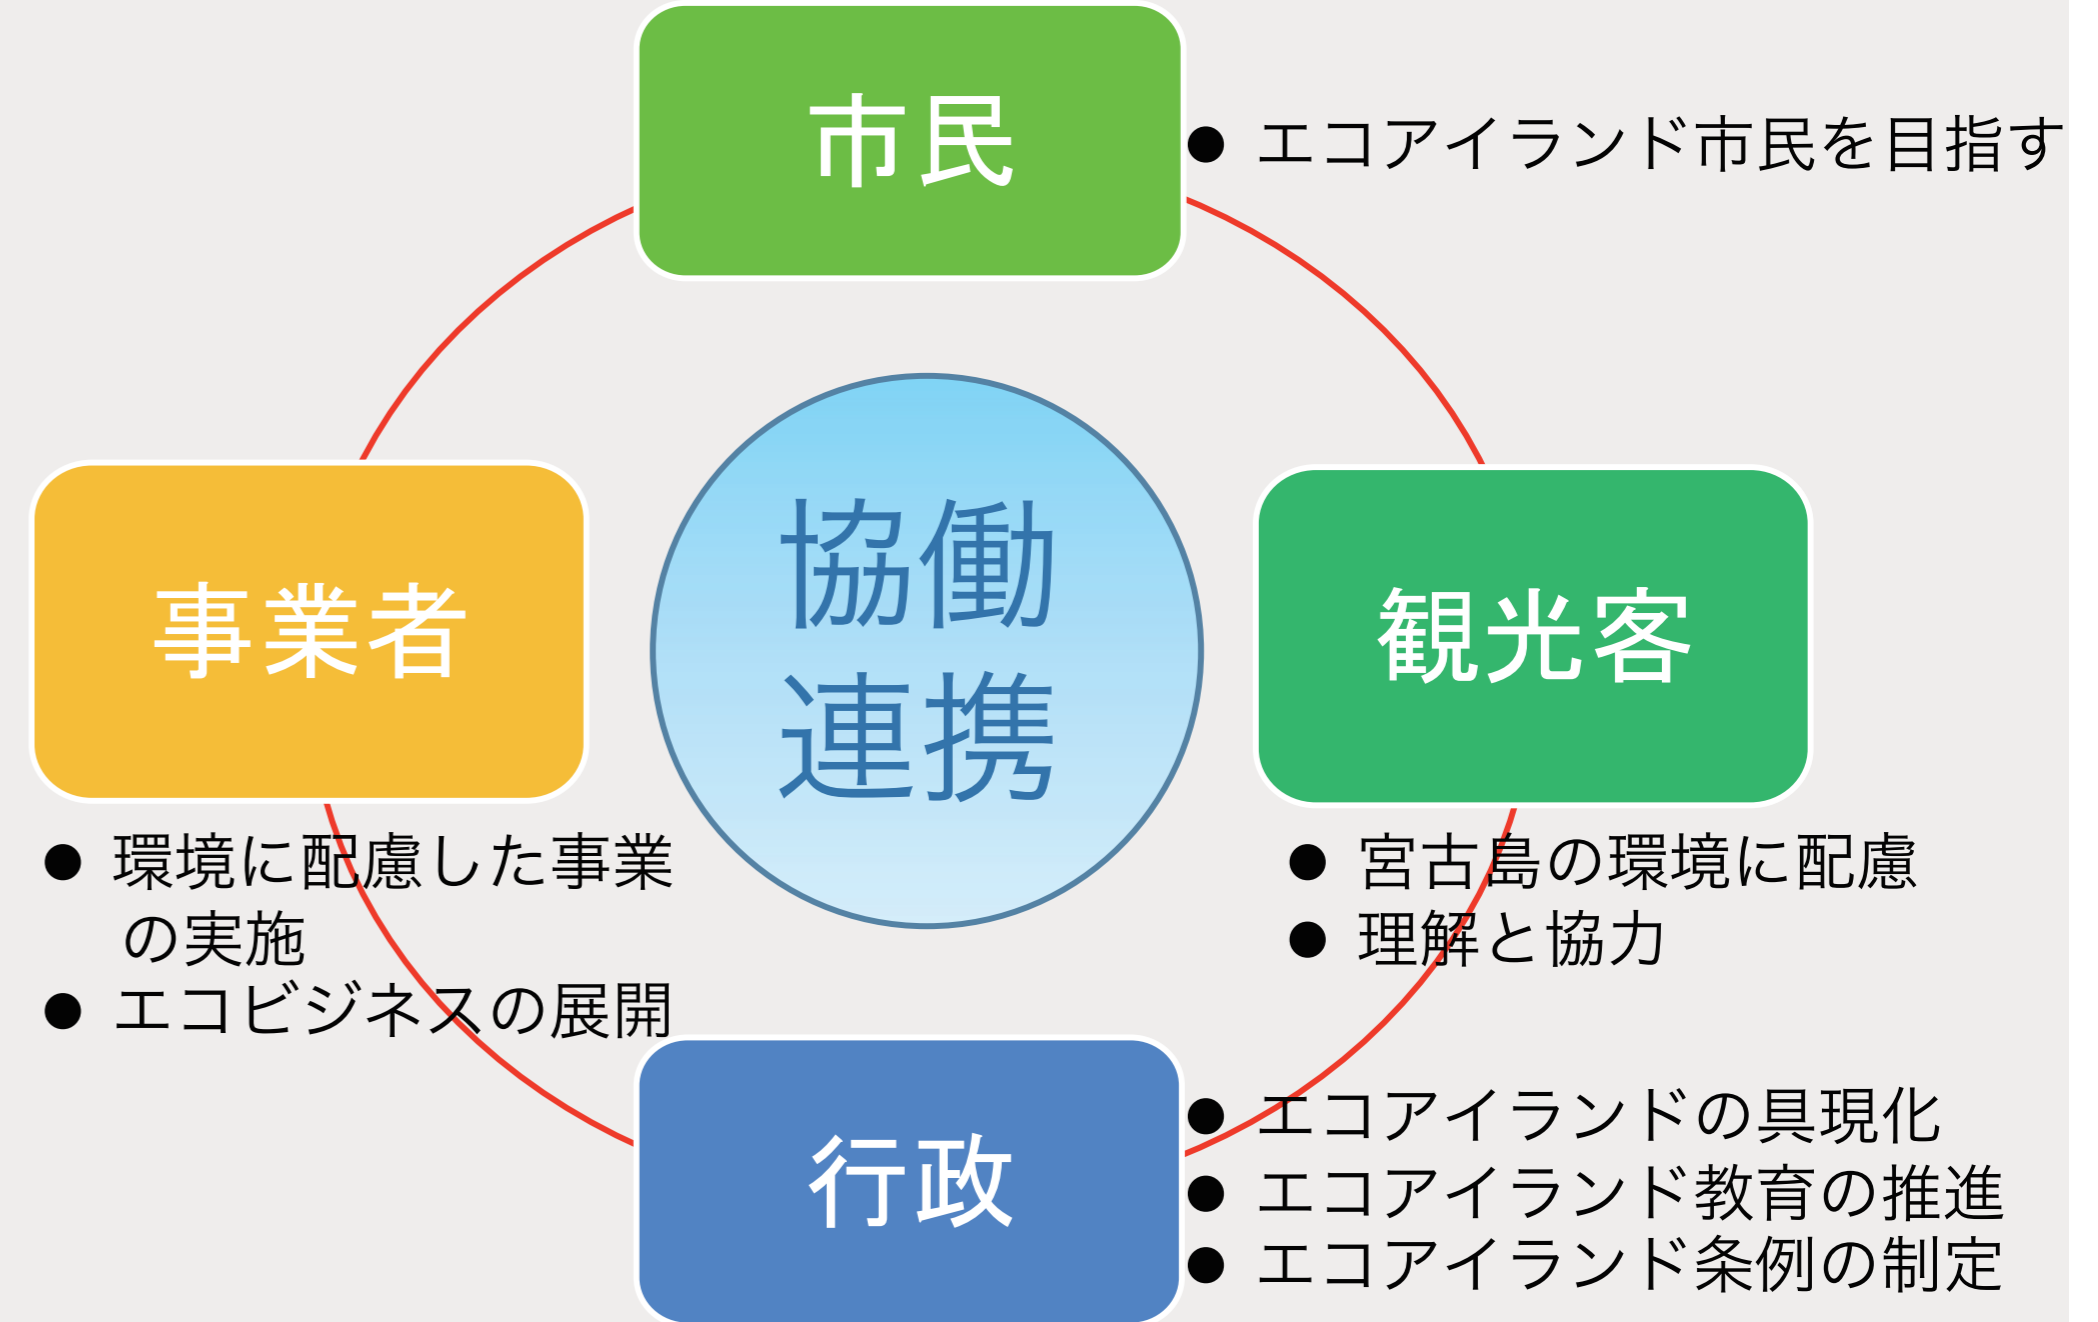 市民
● エコアイランド市民を目指す
協働
連携
事業者
● 環境に配慮した事業
の実施
● エコビジネスの展開
観光客
● 宮古島の環境に配慮
● 理解と協力
行政
● エコアイランドの具現化
● エコアイランド教育の推進
● エコアイランド条例の制定